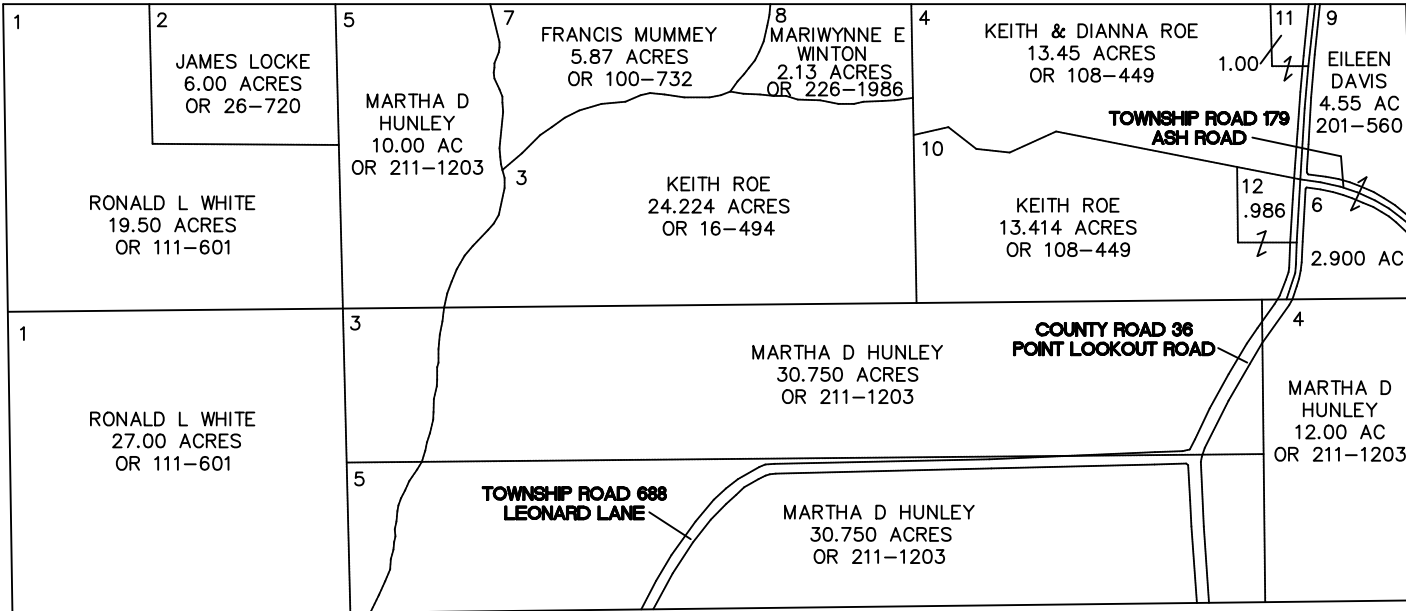 1
2
JAMES LOCKE
6.00 ACRES
OR 26-720
RONALD L WHITE
19.50 ACRES
OR 111-601
5
MARTHA D
HUNLEY
10.00 AC
OR 211-1203
7
FRANCIS MUMMEY
5.87 ACRES
OR 100-732
8
MARIWYNNE E
WINTON
2.13 ACRES
OR 226-1986
3
KEITH ROE
24.224 ACRES
OR 16-494
4
KEITH & DIANNA ROE
13.45 ACRES
OR 108-449
11
1.00
9
EILEEN
DAVIS
4.55 AC
201-560
TOWNSHIP ROAD 179
ASH ROAD
10
KEITH ROE
13.414 ACRES
OR 108-449
12
.986
6
2.900 AC
1
RONALD L WHITE
27.00 ACRES
OR 111-601
3
MARTHA D HUNLEY
30.750 ACRES
OR 211-1203
COUNTY ROAD 36
POINT LOOKOUT ROAD
4
MARTHA D
HUNLEY
12.00 AC
OR 211-1203
5
TOWNSHIP ROAD 688
LEONARD LANE
MARTHA D HUNLEY
30.750 ACRES
OR 211-1203